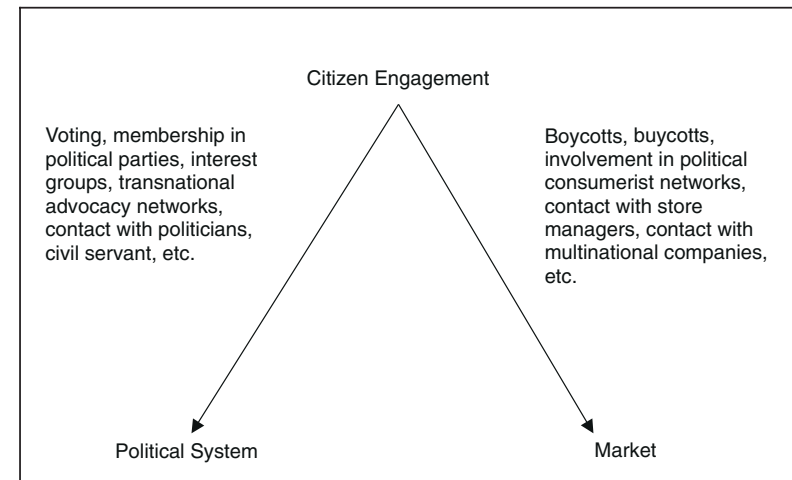 Citizen Engagement
Voting, membership in
political parties, interest
groups, transnational
advocacy networks,
contact with politicians,
civil servant, etc.
Boycotts, buycotts,
involvement in political
consumerist networks,
contact with store
managers, contact with
multinational companies,
etc.
Political System
Market